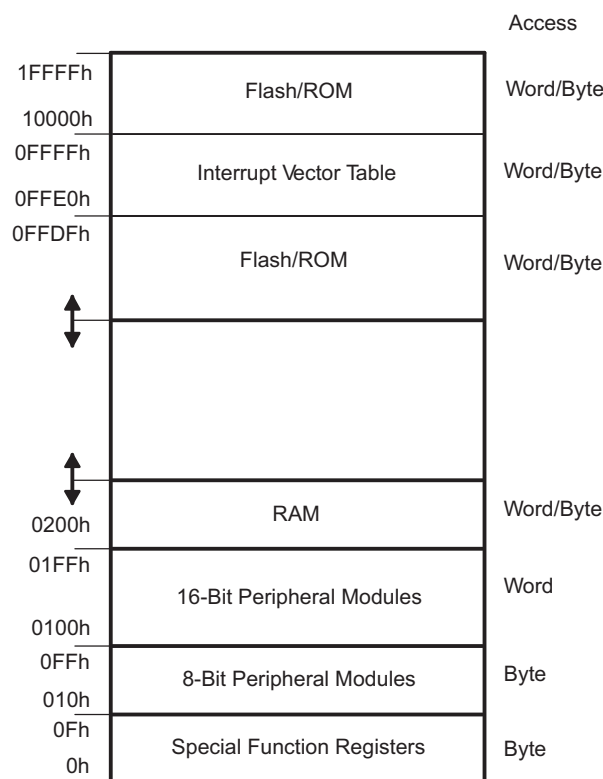 Access
1FFFFh
Flash/ROM
Word/Byte
10000h
0FFFFh
Interrupt Vector Table
Word/Byte
0FFE0h
0FFDFh
Flash/ROM
Word/Byte
RAM
Word/Byte
0200h
01FFh
16-Bit Peripheral Modules
Word
0100h
0FFh
8-Bit Peripheral Modules
Byte
010h
0Fh
Special Function Registers
Byte
0h